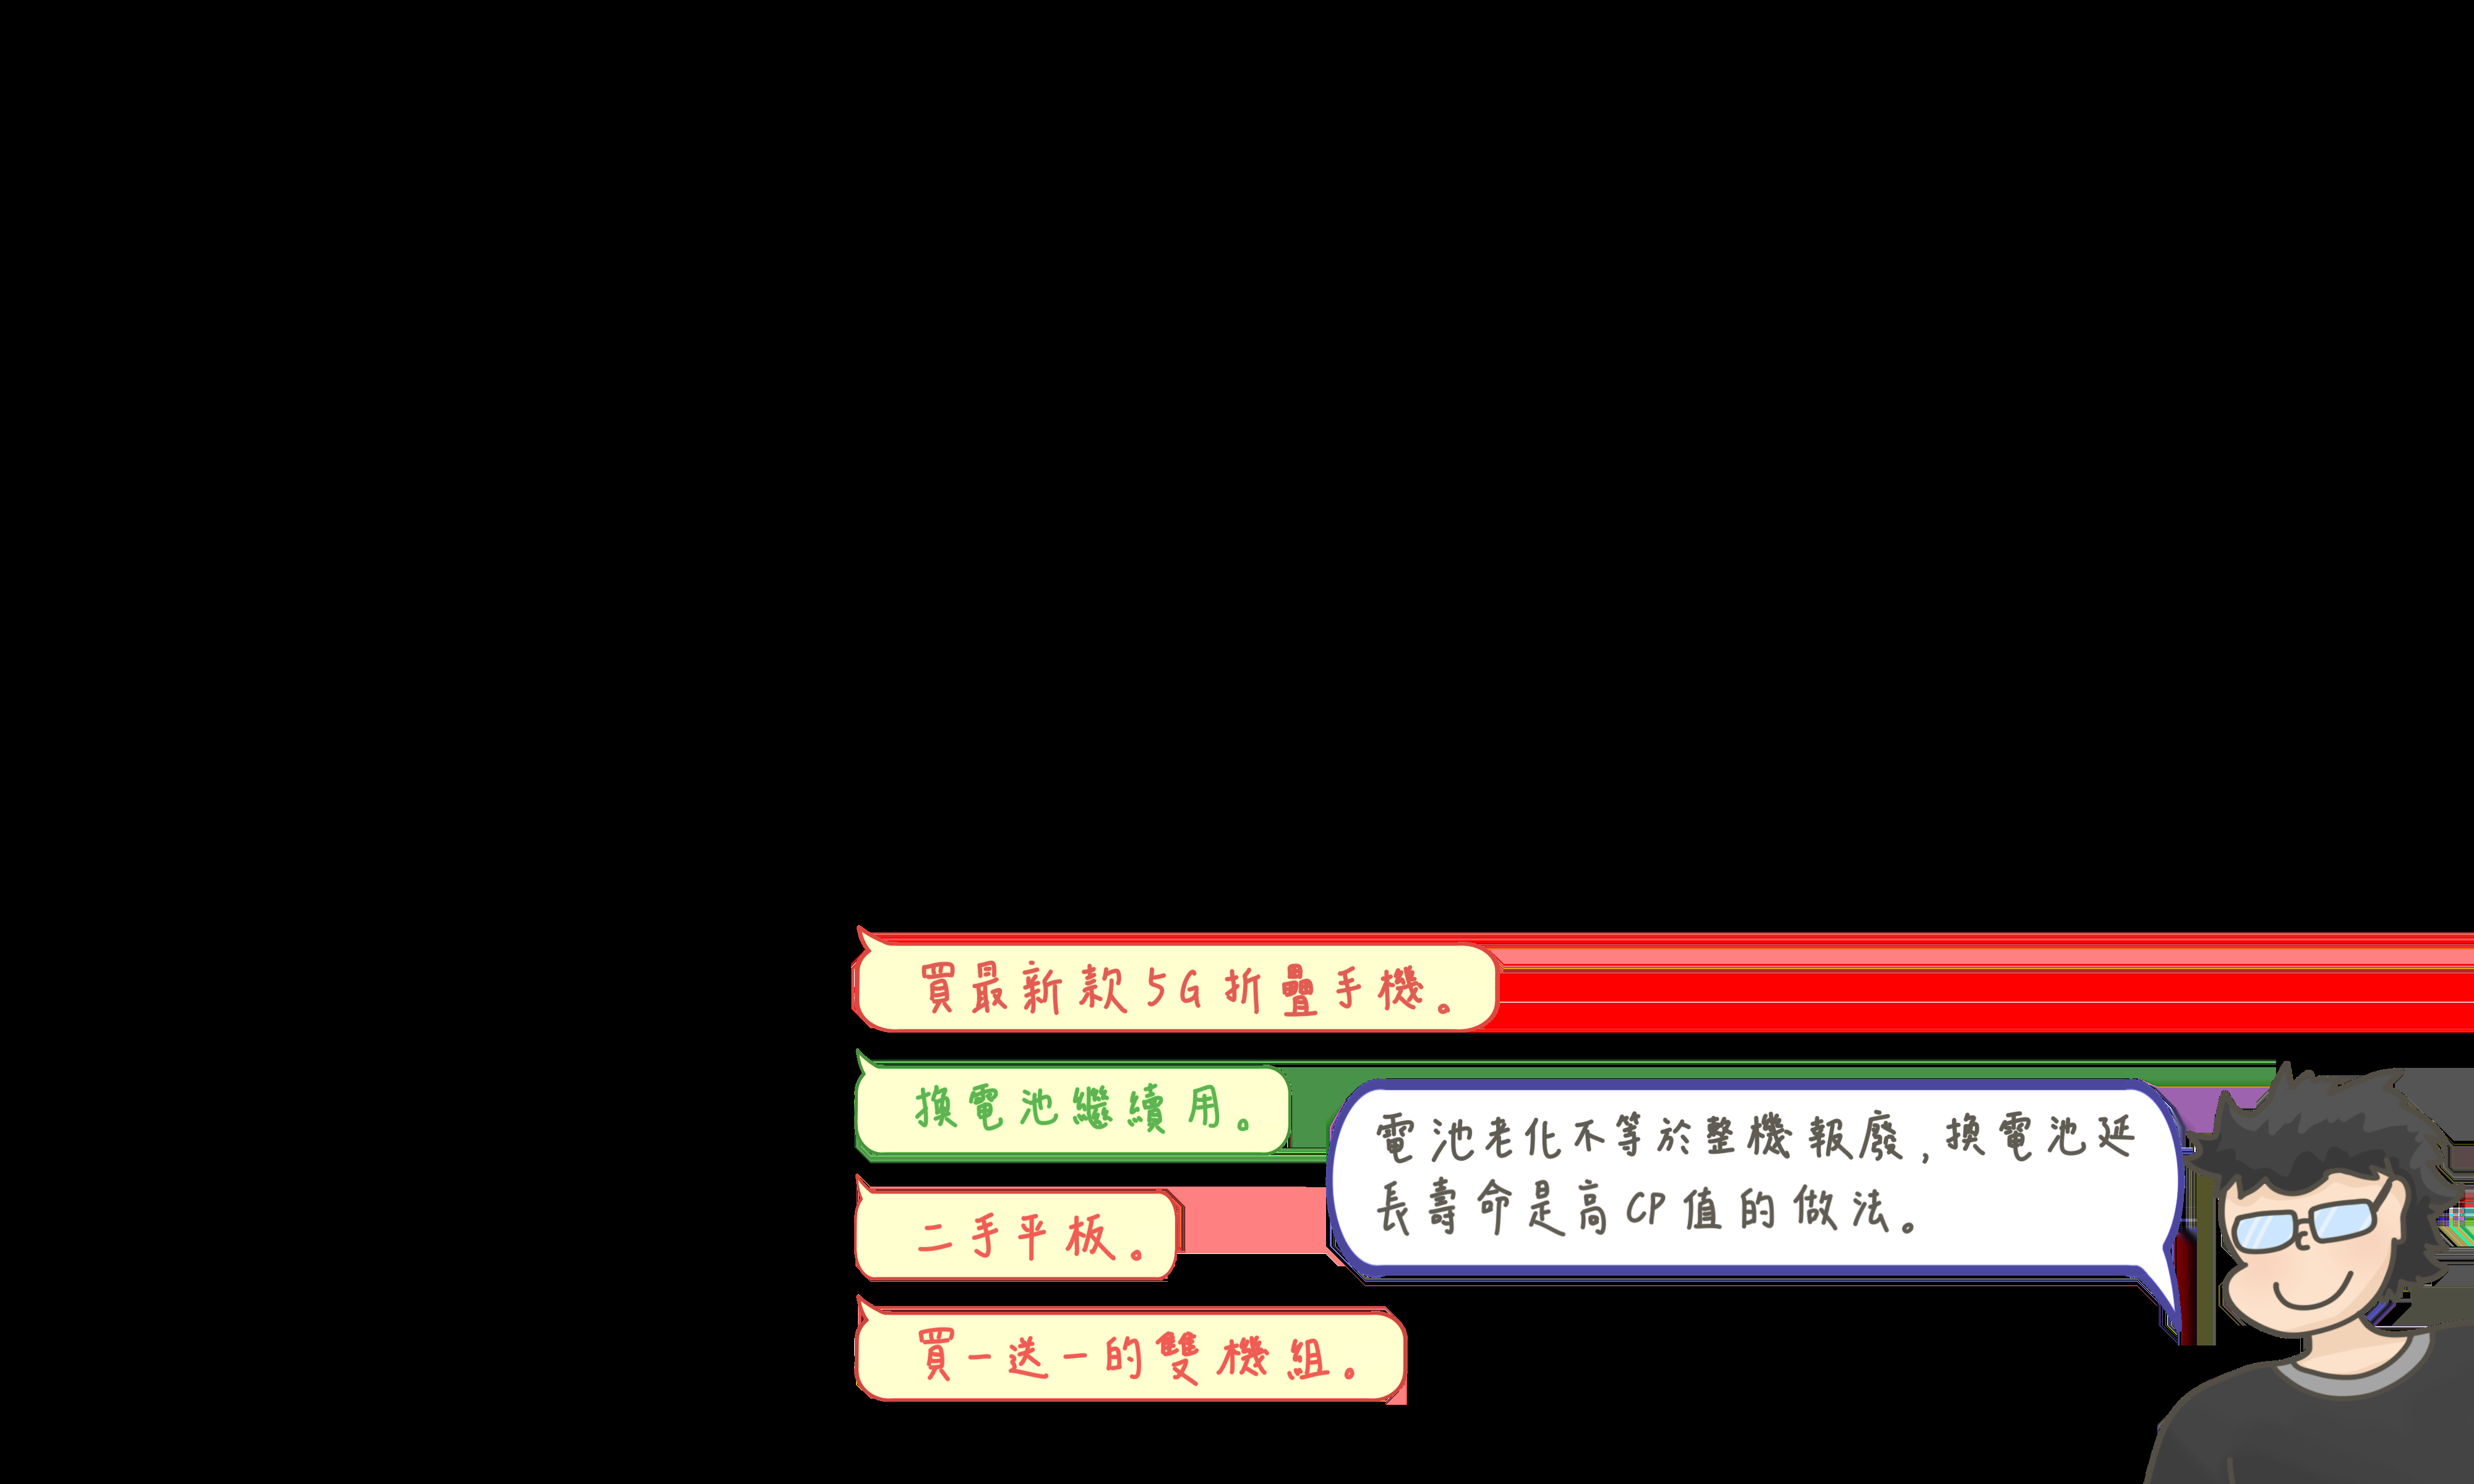 買最新款5G折疊手機。
換電池繼續用。
電池老化不等於整機報廢,換電池延
長壽命是高CP值的做法。
二手平板。
買一送一的雙機組。